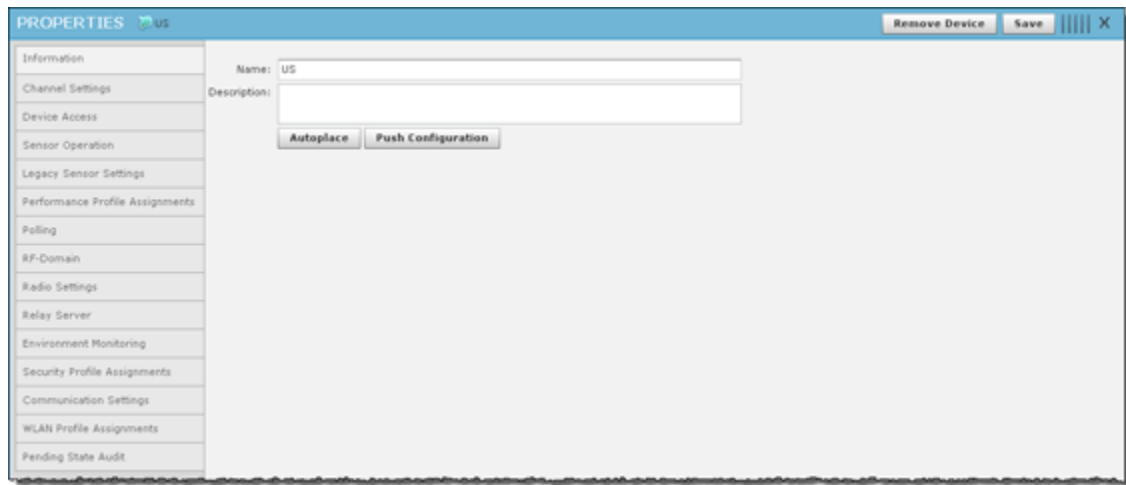 PROPERTIES US Remove Device Save X
Information
Name: US
Channel Settings
Description:
Device Access
Autoplace Push Configuration
Sensor Operation
Legacy Sensor Settings
Performance Profile Assignments
Polling
RF-Domain
Radio Settings
Relay Server
Environment Monitoring
Security Profile Assignments
Communication Settings
WLAN Profile Assignments
Pending State Audit